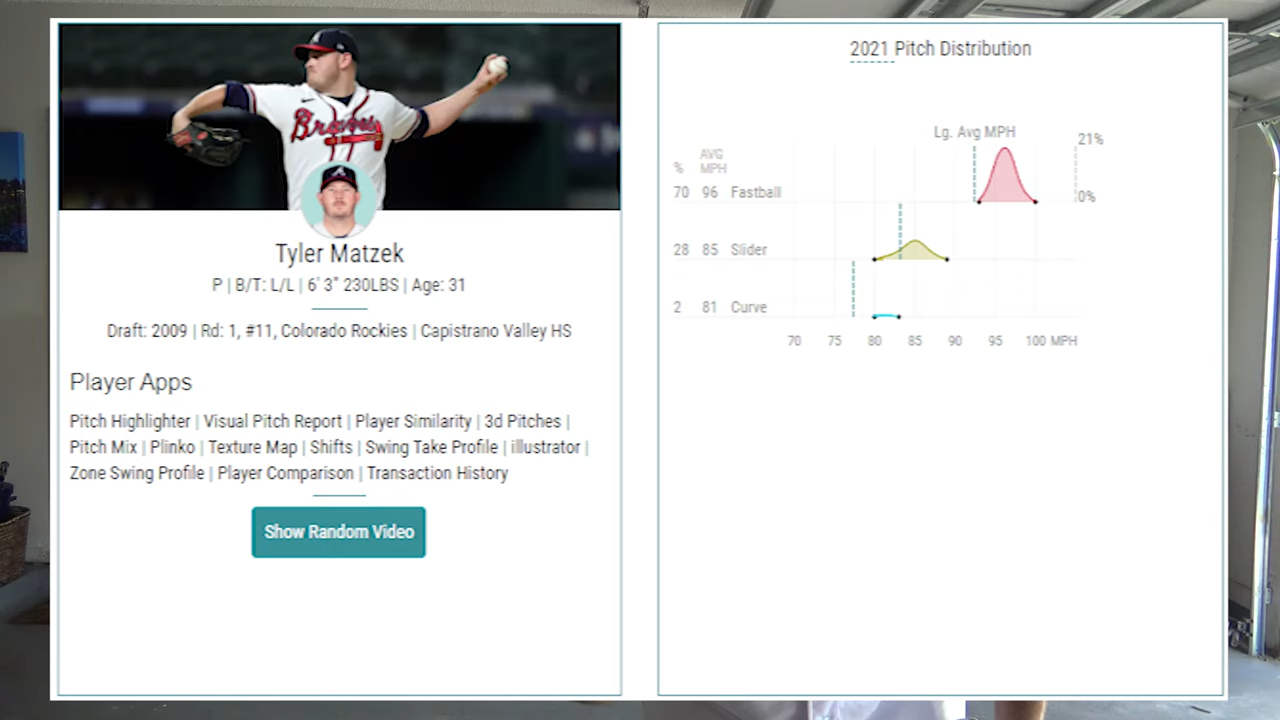 Braves
Tyler Matzek
P | B/T: L/L | 6' 3" 230LBS | Age: 31
Draft: 2009 | Rd: 1, #11, Colorado Rockies | Capistrano Valley HS
Player Apps
Pitch Highlighter | Visual Pitch Report | Player Similarity | 3d Pitches |
Pitch Mix | Plinko | Texture Map | Shifts | Swing Take Profile | illustrator |
Zone Swing Profile | Player Comparison | Transaction History
Show Random Video
2021 Pitch Distribution
Lg. Avg MPH
21%
AVG
% MPH
70 96 Fastball 0%
28 85 Slider
2 81 Curve
70 75 80 85 90 95 100 MPH